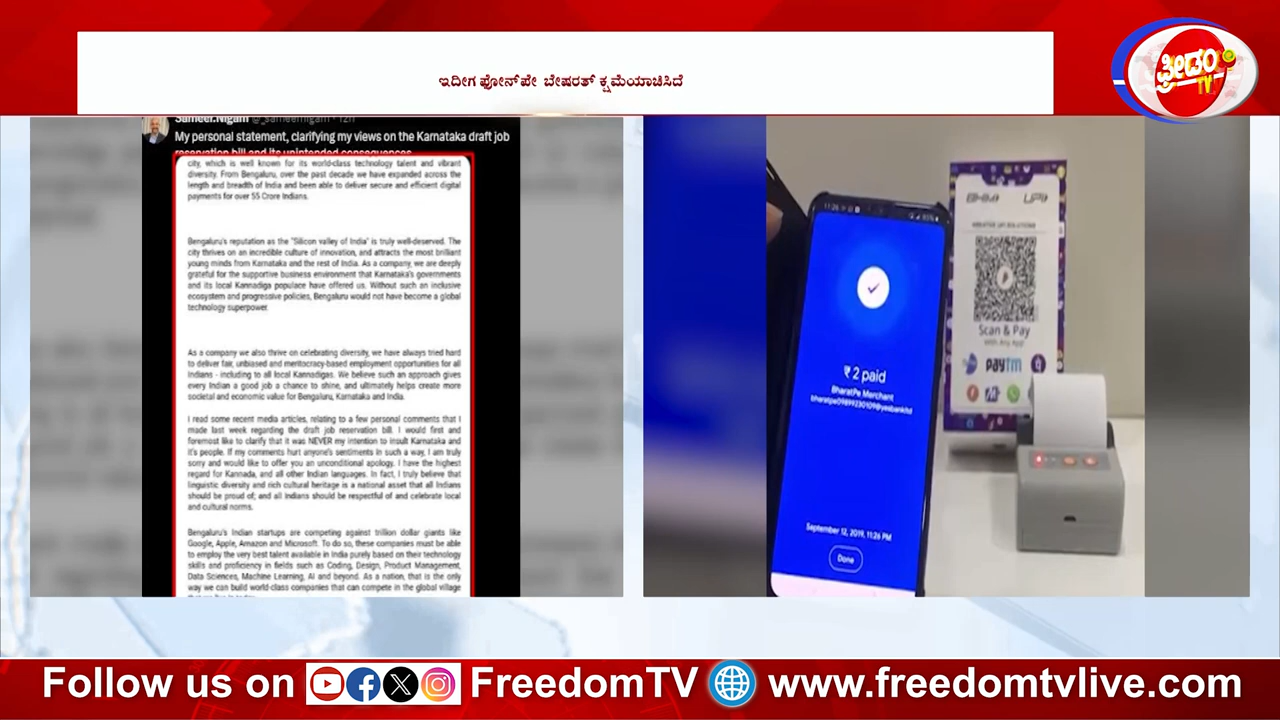 ಇದೀಗ ಫೋನ್‌ಪೇ ಬೇಷರತ್ ಕ್ಷಮೆಯಾಚಿಸಿದೆ
ಫ್ರೀಡಂ
TV
Sameer.Nigam @_sameernigam · 12h
My personal statement, clarifying my views on the Karnataka draft job
reservation bill and its unintended consequences.
city, which is well known for its world-class technology talent and vibrant
diversity. From Bengaluru, over the past decade we have expanded across the
length and breadth of India and been able to deliver secure and efficient digital
payments for over 55 Crore Indians.
Bengaluru's reputation as the "Silicon valley of India" is truly well-deserved. The
city thrives on an incredible culture of innovation, and attracts the most brilliant
young minds from Karnataka and the rest of India. As a company, we are deeply
grateful for the supportive business environment that Karnataka's governments
and its local Kannadiga populace have offered us. Without such an inclusive
ecosystem and progressive policies, Bengaluru would not have become a global
technology superpower.
As a company we also thrive on celebrating diversity, we have always tried hard
to deliver fair, unbiased and meritocracy-based employment opportunities for all
Indians - including to all local Kannadigas. We believe such an approach gives
every Indian a good job a chance to shine, and ultimately helps create more
societal and economic value for Bengaluru, Karnataka and India.
I read some recent media articles, relating to a few personal comments that I
made last week regarding the draft job reservation bill. I would first and
foremost like to clarify that it was NEVER my intention to insult Karnataka and
it's people. If my comments hurt anyone's sentiments in such a way, I am truly
sorry and would like to offer you an unconditional apology. I have the highest
regard for Kannada, and all other Indian languages. In fact, I truly believe that
linguistic diversity and rich cultural heritage is a national asset that all Indians
should be proud of; and all Indians should be respectful of and celebrate local
and cultural norms.
Bengaluru's Indian startups are competing against trillion dollar giants like
Google, Apple, Amazon and Microsoft. To do so, these companies must be able
to employ the very best talent available in India purely based on their technology
skills and proficiency in fields such as Coding, Design, Product Management,
Data Sciences, Machine Learning, AI and beyond. As a nation, that is the only
way we can build world-class companies that can compete in the global village
₹ 2 paid
BharatPe Merchant
bharatpe09899230109@yesbankltd
September 12, 2019, 11:26 PM
Done
BHIM UPI
Scan & Pay
With Any App
paytm
Follow us on FreedomTV www.freedomtvlive.com